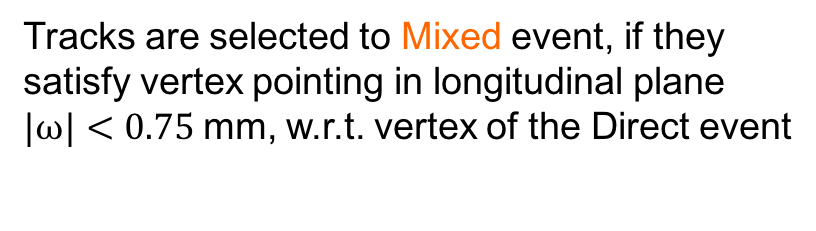 Tracks are selected to Mixed event, if they
satisfy vertex pointing in longitudinal plane
|ω| < 0.75 mm, w.r.t. vertex of the Direct event